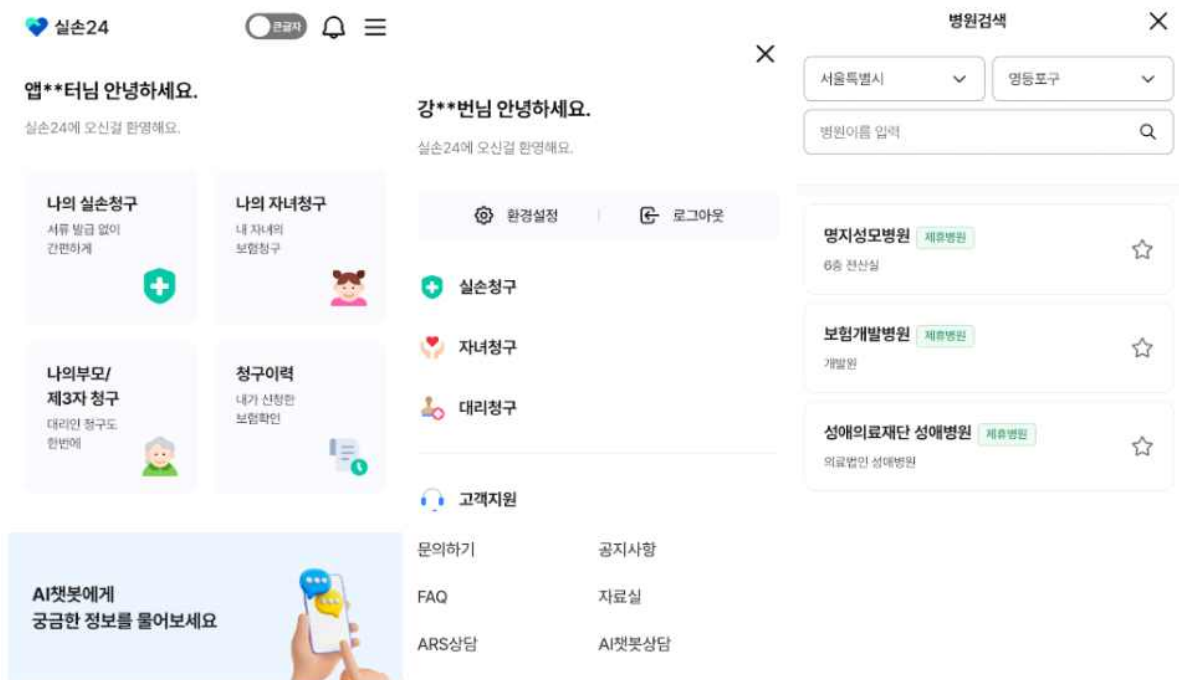 실손24
큰글자
앱**터님 안녕하세요.
실손24에 오신걸 환영해요.
나의 실손청구
서류 발급 없이
간편하게
나의 자녀청구
내 자녀의
보험청구
나의부모/
제3자 청구
대리인 청구도
한번에
청구이력
내가 신청한
보험확인
AI챗봇에게
궁금한 정보를 물어보세요
강**번님 안녕하세요.
실손24에 오신걸 환영해요.
환경설정
로그아웃
실손청구
자녀청구
대리청구
고객지원
문의하기
공지사항
FAQ
자료실
ARS상담
AI챗봇상담
병원검색
서울특별시
영등포구
병원이름 입력
명지성모병원 제휴병원
6층 전산실
보험개발병원 제휴병원
개발원
성애의료재단 성애병원 제휴병원
의료법인 성애병원